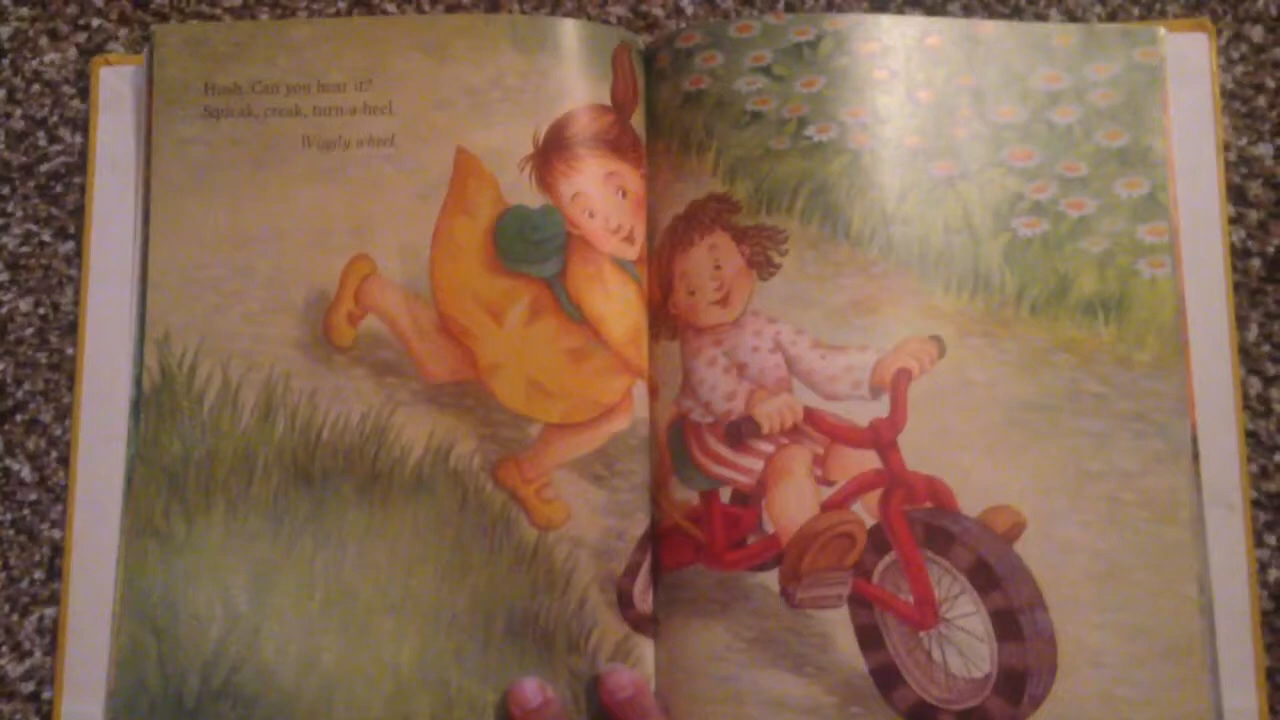 Hush. Can you hear it?
Squeak, creak, turn-a-heel.
Wiggly wheel.